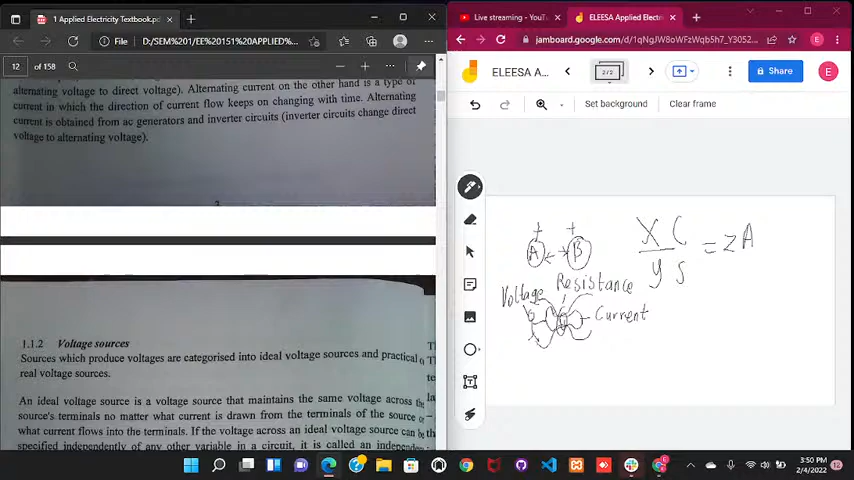 1 Applied Electricity Textbook.pd
File
D:/SEM%201/EE%20151%20APPLIED%...
12 of 158
alternating voltage to direct voltage). Alternating current on the other hand is a type of
current in which the direction of current flow keeps on changing with time. Alternating
current is obtained from ac generators and inverter circuits (inverter circuits change direct
voltage to alternating voltage).
1.1.2 Voltage sources
Sources which produce voltages are categorised into ideal voltage sources and practical o
real voltage sources.
An ideal voltage source is a voltage source that maintains the same voltage across the
source's terminals no matter what current is drawn from the terminals of the source o
what current flows into the terminals. If the voltage across an ideal voltage source can b
specified independently of any other variable in a circuit, it is called an independen
Live streaming - YouT
ELEESA Applied Electri
jamboard.google.com/d/1qNgJW8oWFzWqb5h7_Y3052...
ELEESA A...
2/2
Share
E
Set background
Clear frame
+ +
A B
X C
y s
= z A
Voltage Resistance
Current
3:50 PM
2/4/2022